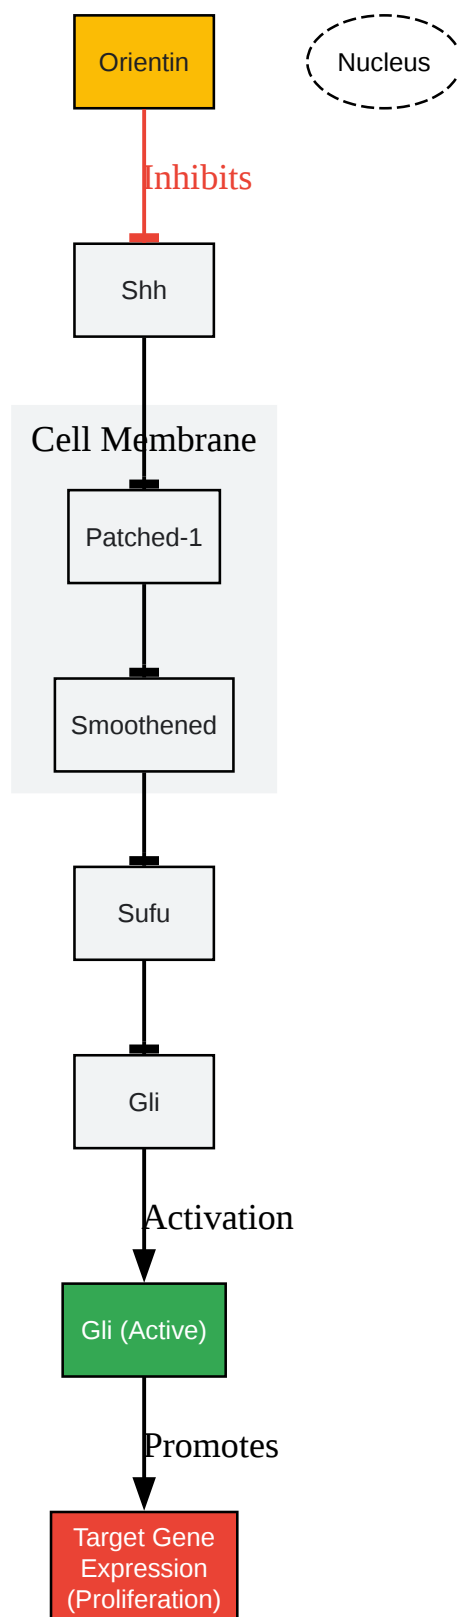 Orientin
Nucleus
Inhibits
Shh
Cell Membrane
Patched-1
Smoothened
Sufu
Gli
Activation
Gli (Active)
Promotes
Target Gene
Expression
(Proliferation)